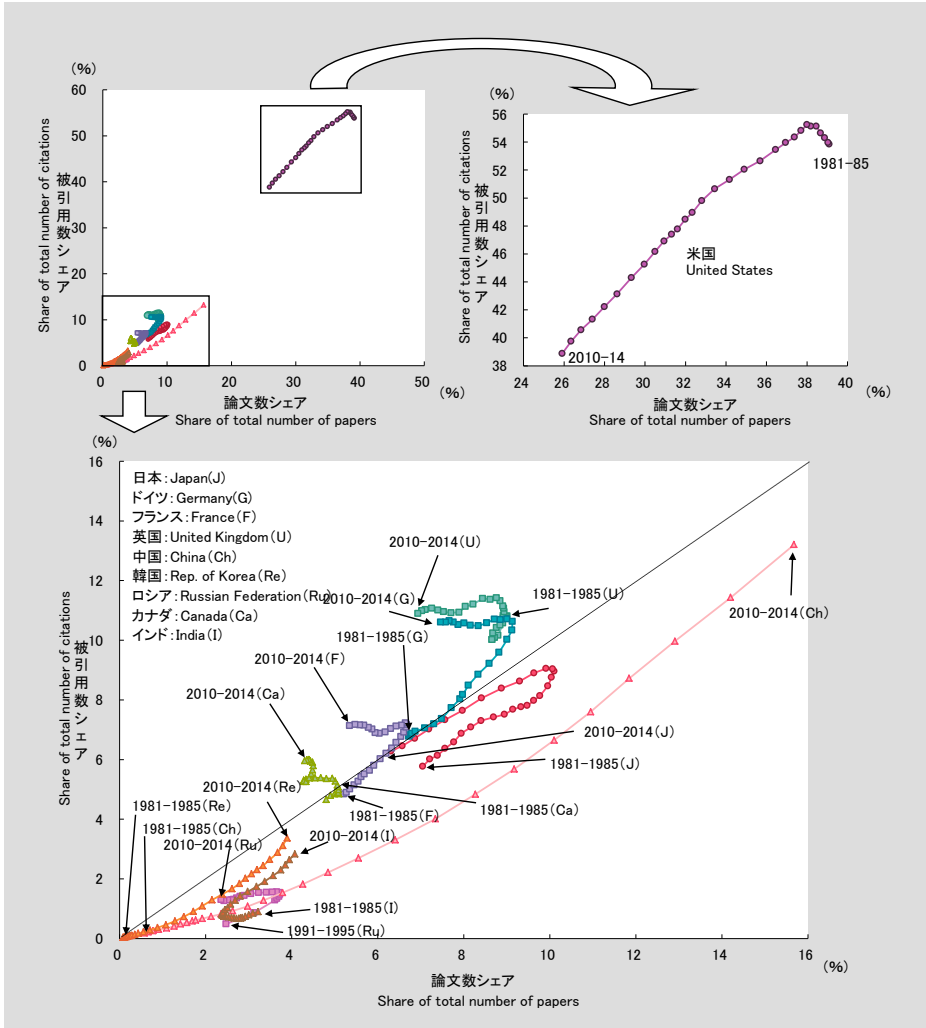 (%)
60
50
40
30
20
10
0
被引用数シェア
Share of total number of citations
0 10 20 30 40 50
(%)
論文数シェア
Share of total number of papers
(%)
56
54
52
50
48
46
44
42
40
38
被引用数シェア
Share of total number of citations
1981-85
米国
United States
2010-14
24 26 28 30 32 34 36 38 40
(%)
論文数シェア
Share of total number of papers
(%)
16
14
12
10
8
6
4
2
0
被引用数シェア
Share of total number of citations
日本:Japan(J)
ドイツ:Germany(G)
フランス:France(F)
英国:United Kingdom(U)
中国:China(Ch)
韓国:Rep. of Korea(Re)
ロシア:Russian Federation(Ru)
カナダ:Canada(Ca)
インド:India(I)
2010-2014(U)
2010-2014(G)
1981-1985(U)
2010-2014(Ch)
1981-1985(G)
2010-2014(F)
2010-2014(Ca)
2010-2014(J)
1981-1985(J)
2010-2014(Re)
1981-1985(Re)
1981-1985(F)
1981-1985(Ca)
1981-1985(Ch)
2010-2014(I)
2010-2014(Ru)
1981-1985(I)
1991-1995(Ru)
0 2 4 6 8 10 12 14 16
(%)
論文数シェア
Share of total number of papers